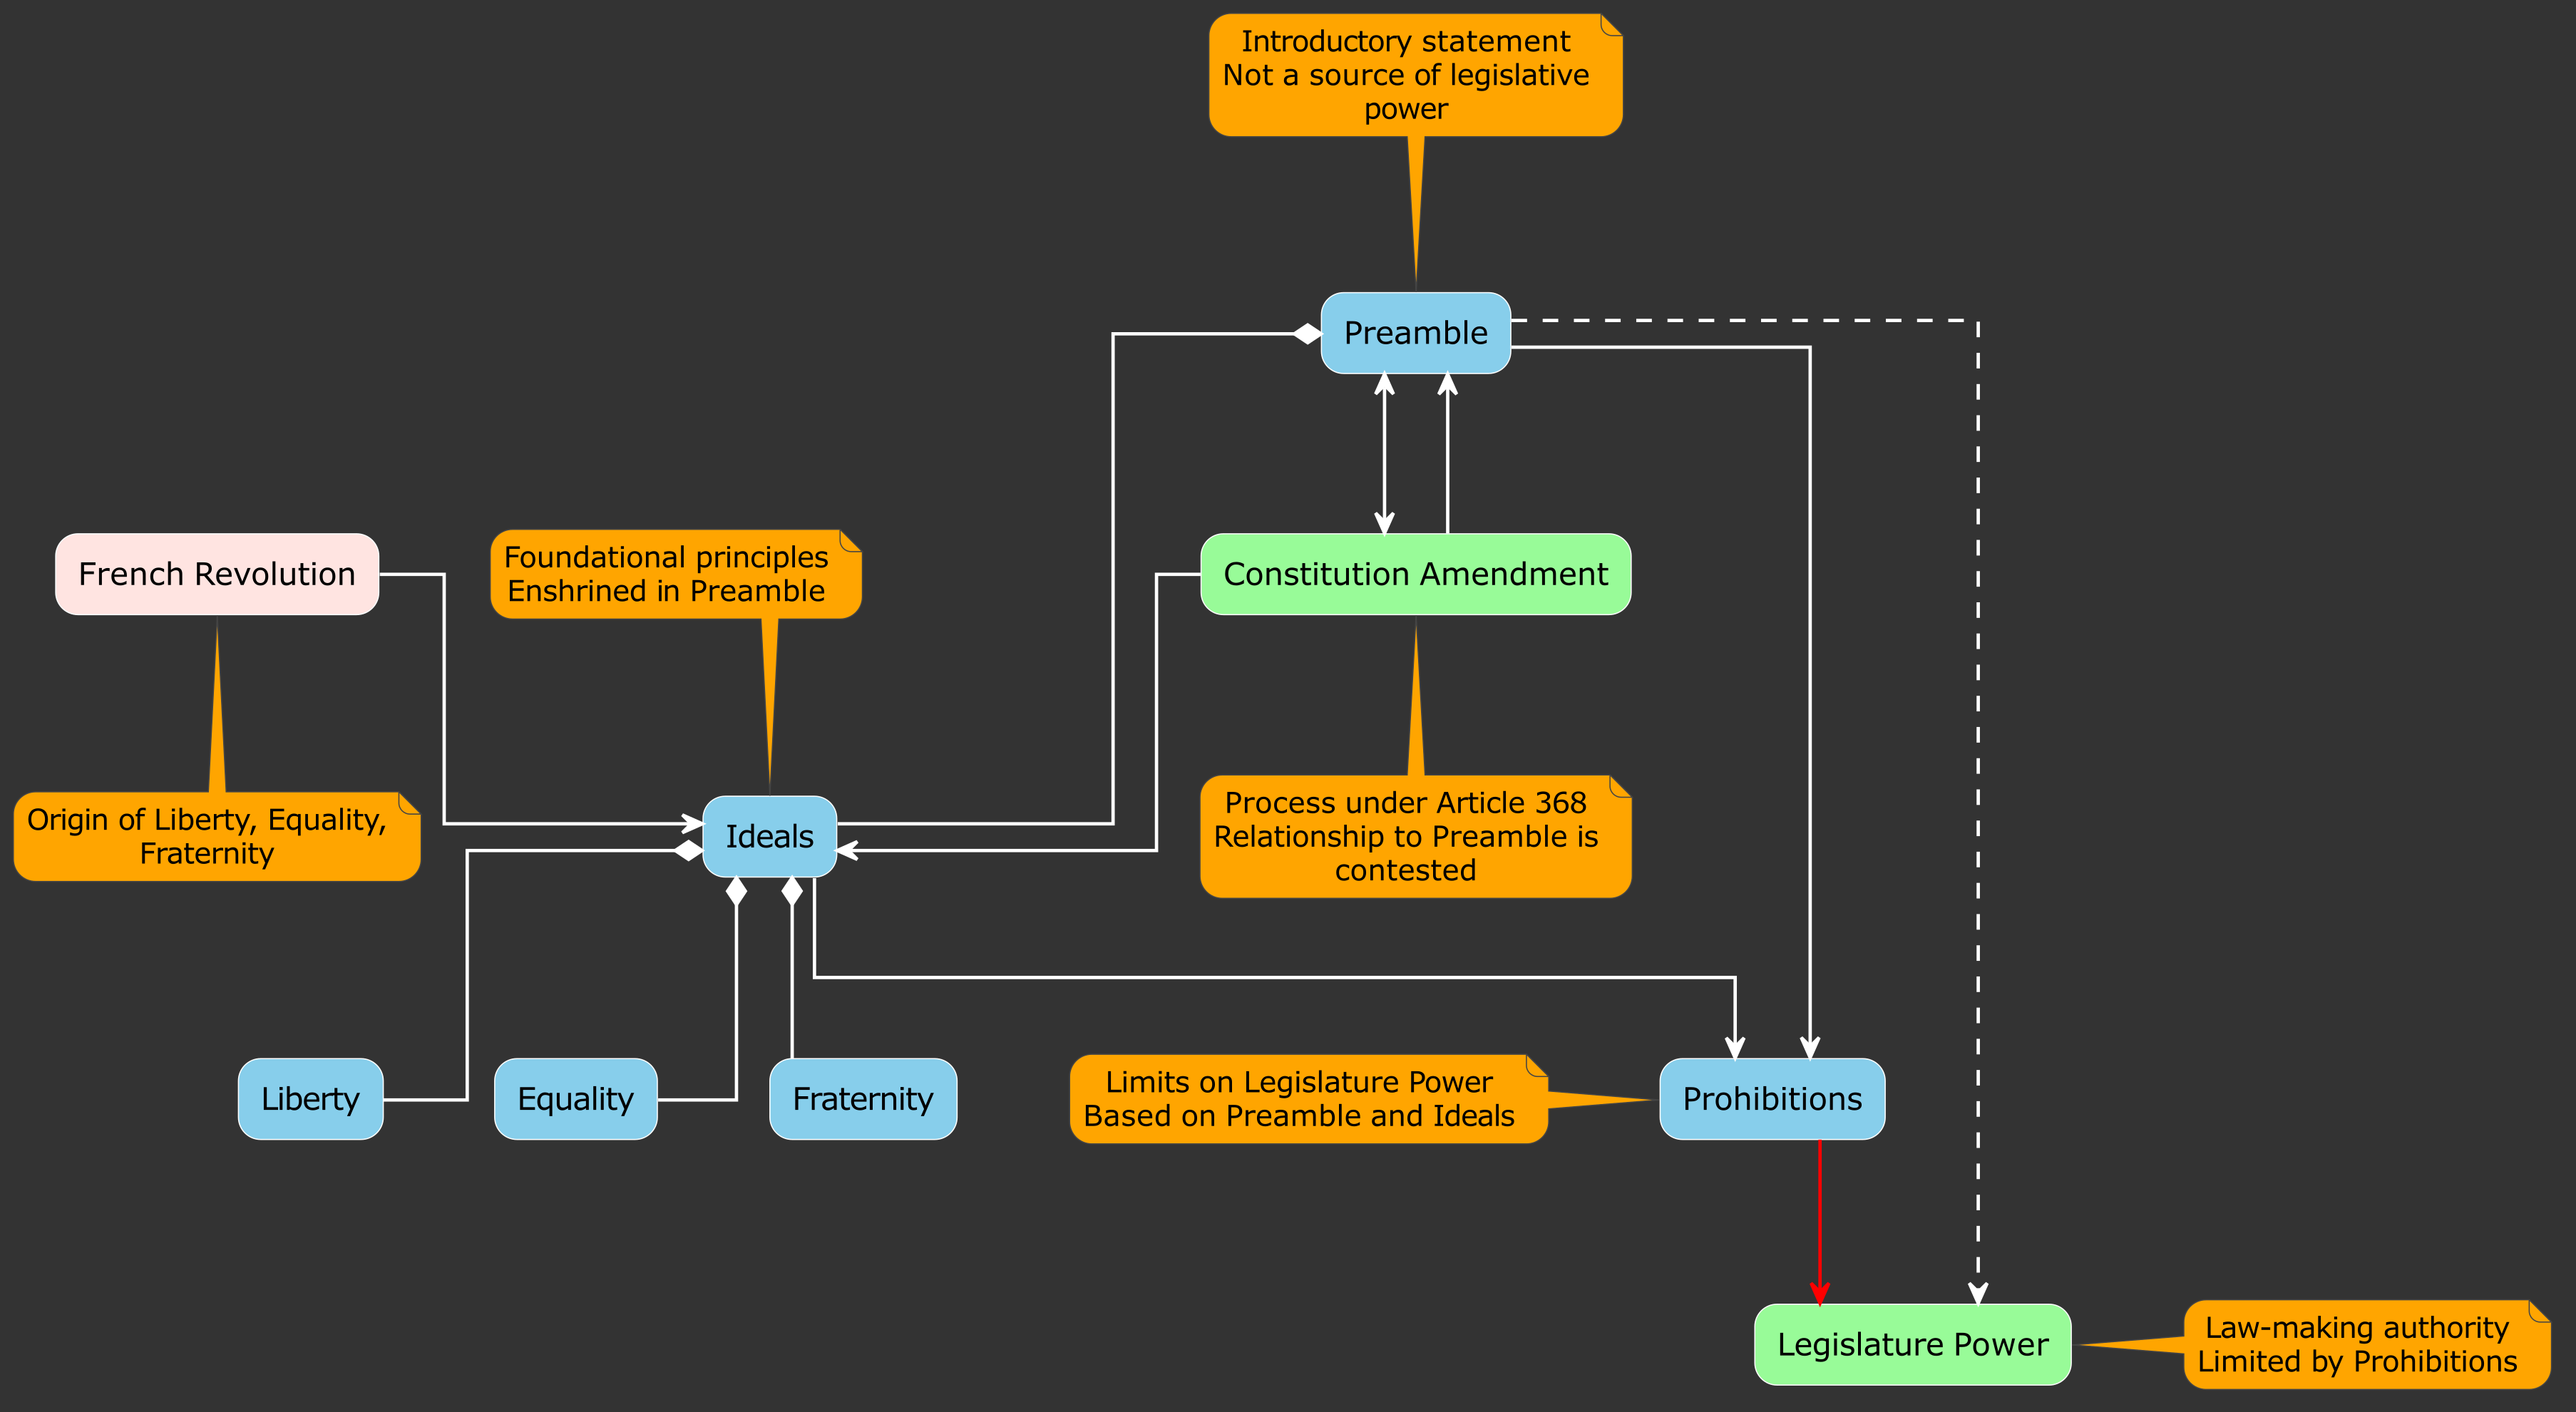 Introductory statement
Not a source of legislative
power
Preamble
French Revolution
Foundational principles
Enshrined in Preamble
Constitution Amendment
Origin of Liberty, Equality,
Fraternity
Ideals
Process under Article 368
Relationship to Preamble is
contested
Liberty
Equality
Fraternity
Limits on Legislature Power
Based on Preamble and Ideals
Prohibitions
Legislature Power
Law-making authority
Limited by Prohibitions